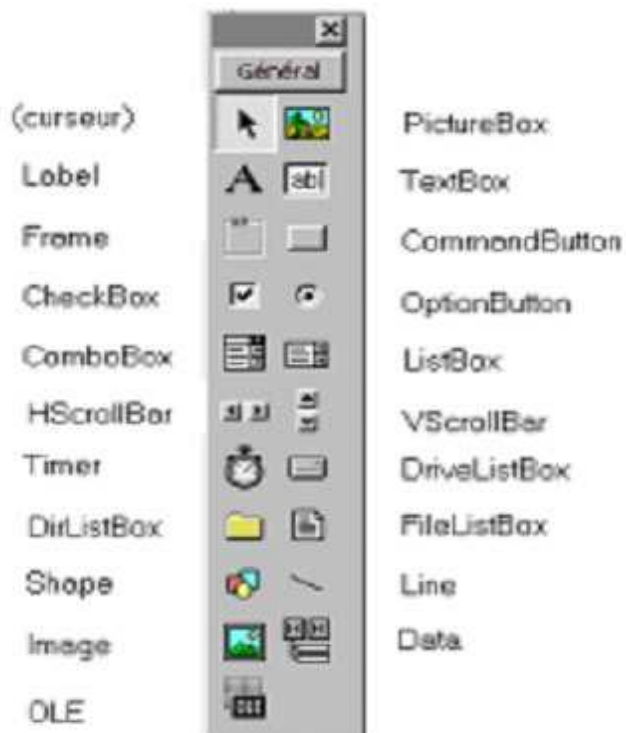 Général
(curseur)
PictureBox
Label
abl
TextBox
Frame
CommandButton
CheckBox
OptionButton
ComboBox
ListBox
HScrollBar
VScrollBar
Timer
DriveListBox
DirListBox
FileListBox
Shape
Line
Image
Data
OLE